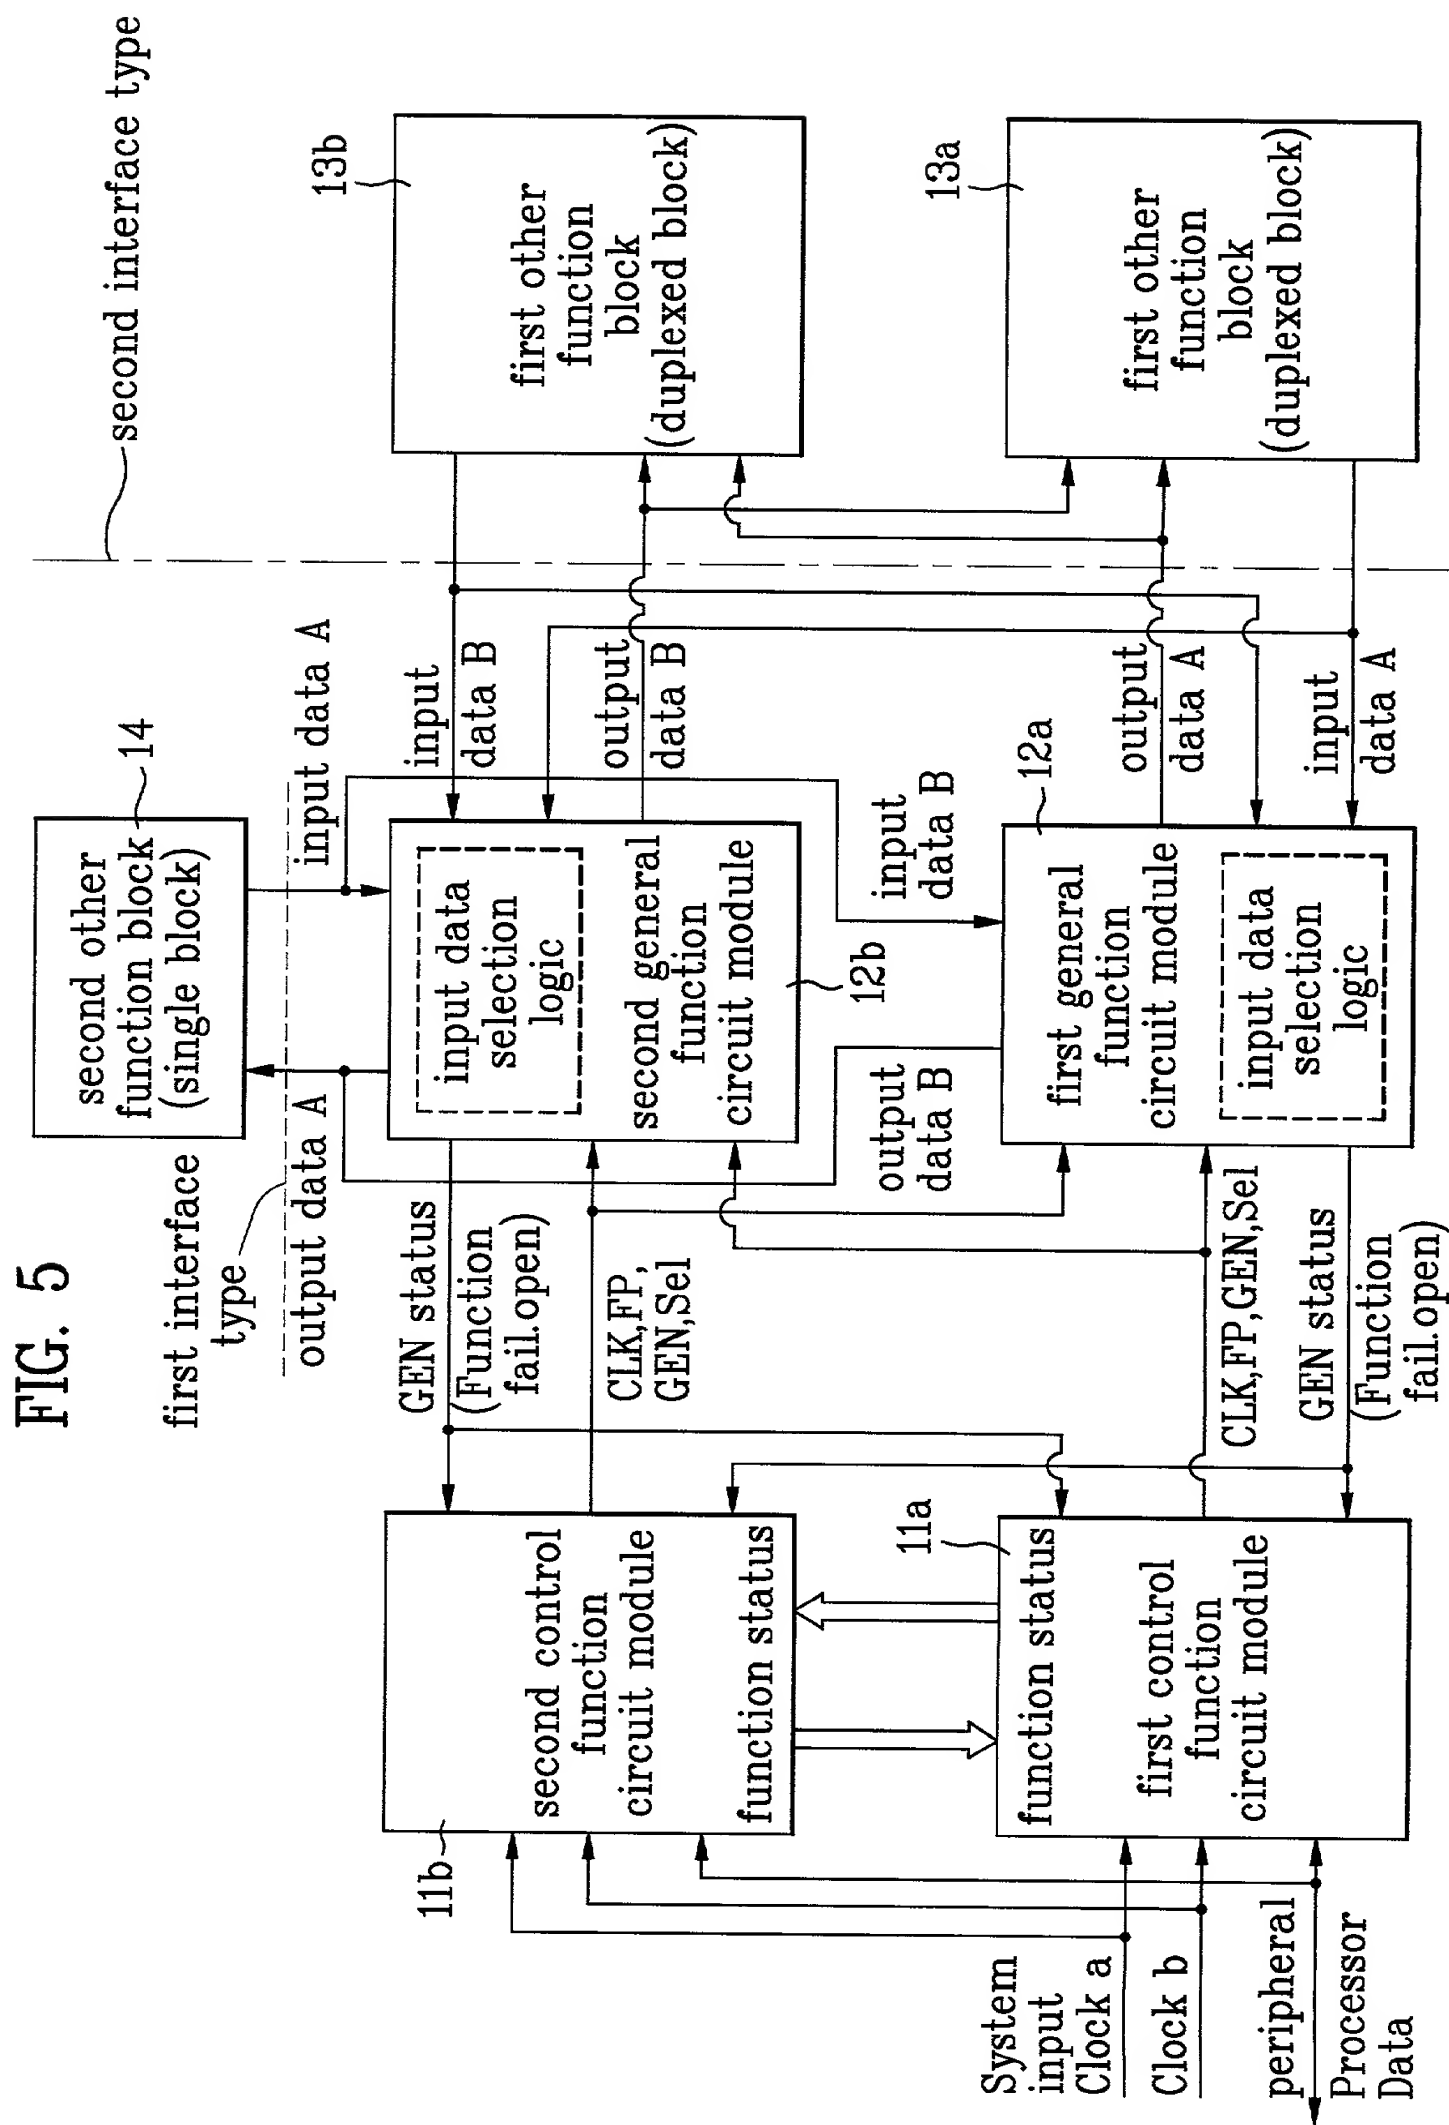 FIG. 5
second interface type
first interface
type
output data A
input data A
second other
function block
(single block)
14
11b
second control
function
circuit module
function status
GEN status
(Function
fail.open)
CLK,FP,
GEN,Sel
input data
selection
logic
second general
function
circuit module
12b
input
data B
output
data B
13b
first other
function
block
(duplexed block)
output
data B
input
data B
System
input
Clock a
Clock b
peripheral
Processor
Data
11a
function status
first control
function
circuit module
CLK,FP,GEN,Sel
GEN status
(Function
fail.open)
12a
first general
function
circuit module
input data
selection
logic
output
data A
input
data A
13a
first other
function
block
(duplexed block)